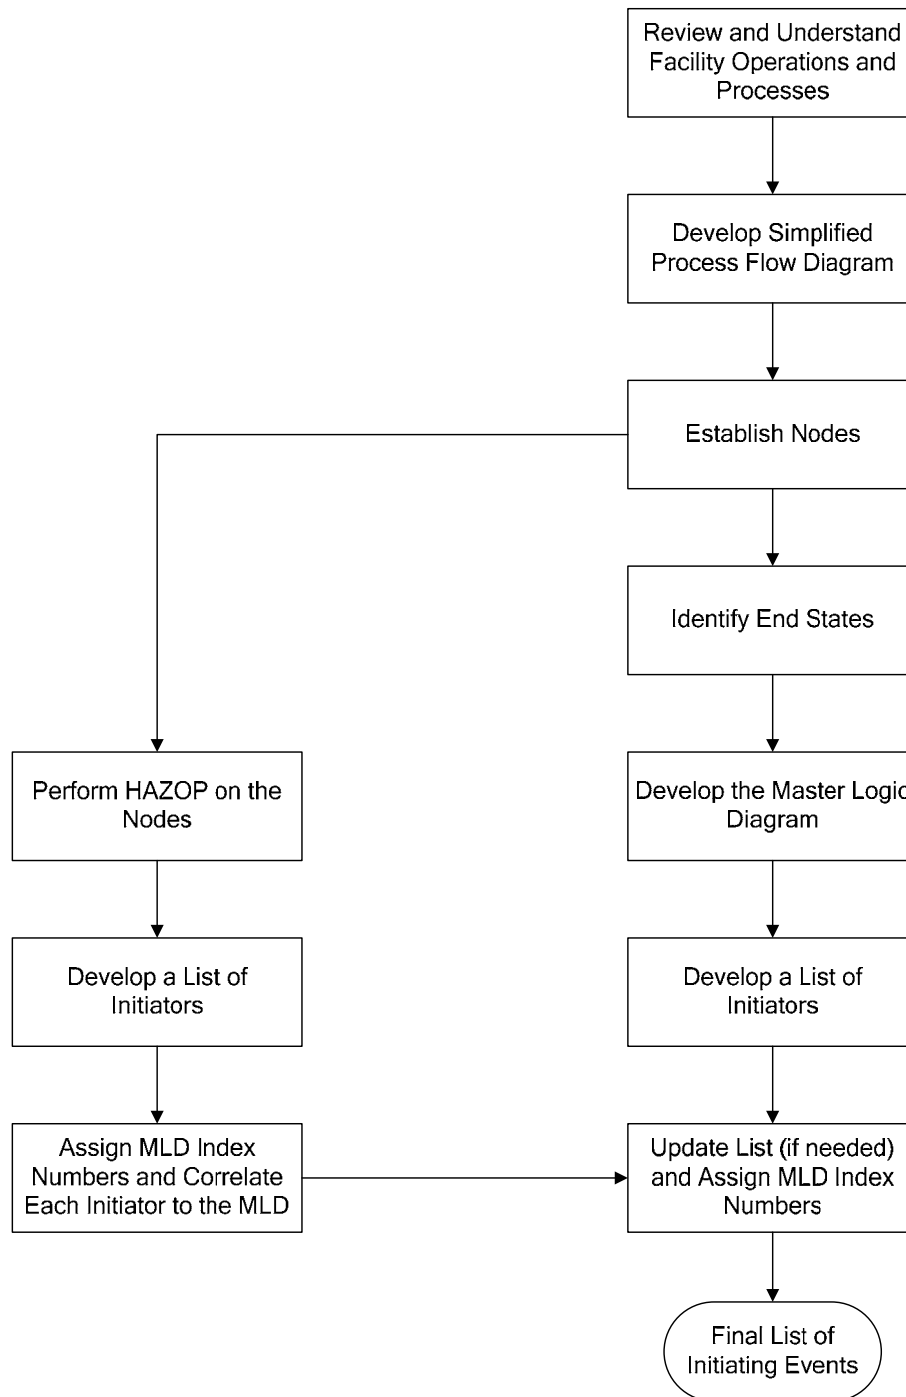 Review and Understand
Facility Operations and
Processes
Develop Simplified
Process Flow Diagram
Establish Nodes
Identify End States
Perform HAZOP on the
Nodes
Develop the Master Logic
Diagram
Develop a List of
Initiators
Develop a List of
Initiators
Assign MLD Index
Numbers and Correlate
Each Initiator to the MLD
Update List (if needed)
and Assign MLD Index
Numbers
Final List of
Initiating Events